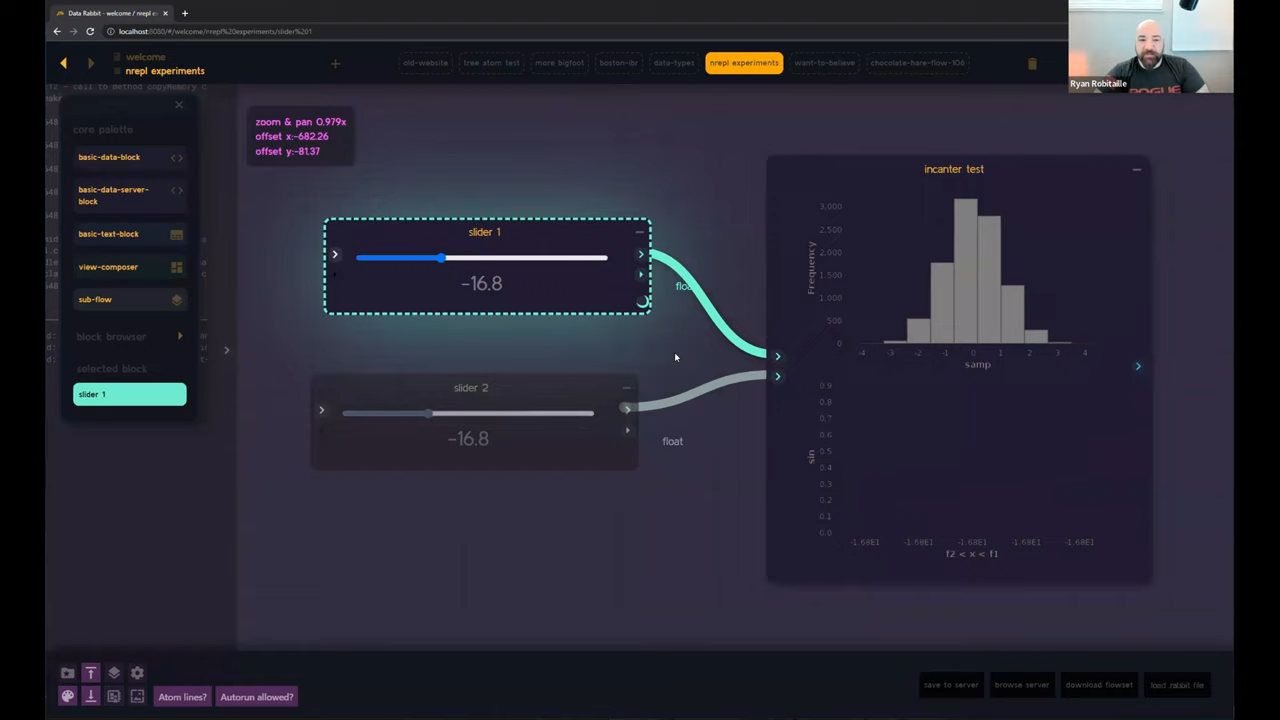 Data Rabbit - welcome / nrepl e
localhost:8080/#/welcome/nrepl%20experiments/slider%201
Ryan Robitaille
welcome
nrepl experiments
old-website
tree atom test
more bigfoot
boston-lbr
data-types
nrepl experiments
want-to-believe
chocolate-hare-flow-106
core palette
basic-data-block
basic-data-server-
block
basic-text-block
view-composer
sub-flow
block browser
selected block
slider 1
zoom & pan 0.979x
offset x:-682.26
offset y:-81.37
slider 1
-16.8
float
slider 2
-16.8
float
incanter test
3,000
2,500
2,000
1,500
1,000
500
0
Frequency
-4
-3
-2
-1
0
1
2
3
4
samp
0.9
0.8
0.7
0.6
0.5
0.4
0.3
0.2
0.1
0.0
sin
-1.68E1
-1.68E1
-1.68E1
-1.68E1
-1.68E1
f2 < x < f1
Atom lines?
Autorun allowed?
save to server
browse server
download flowset
load rabbit file